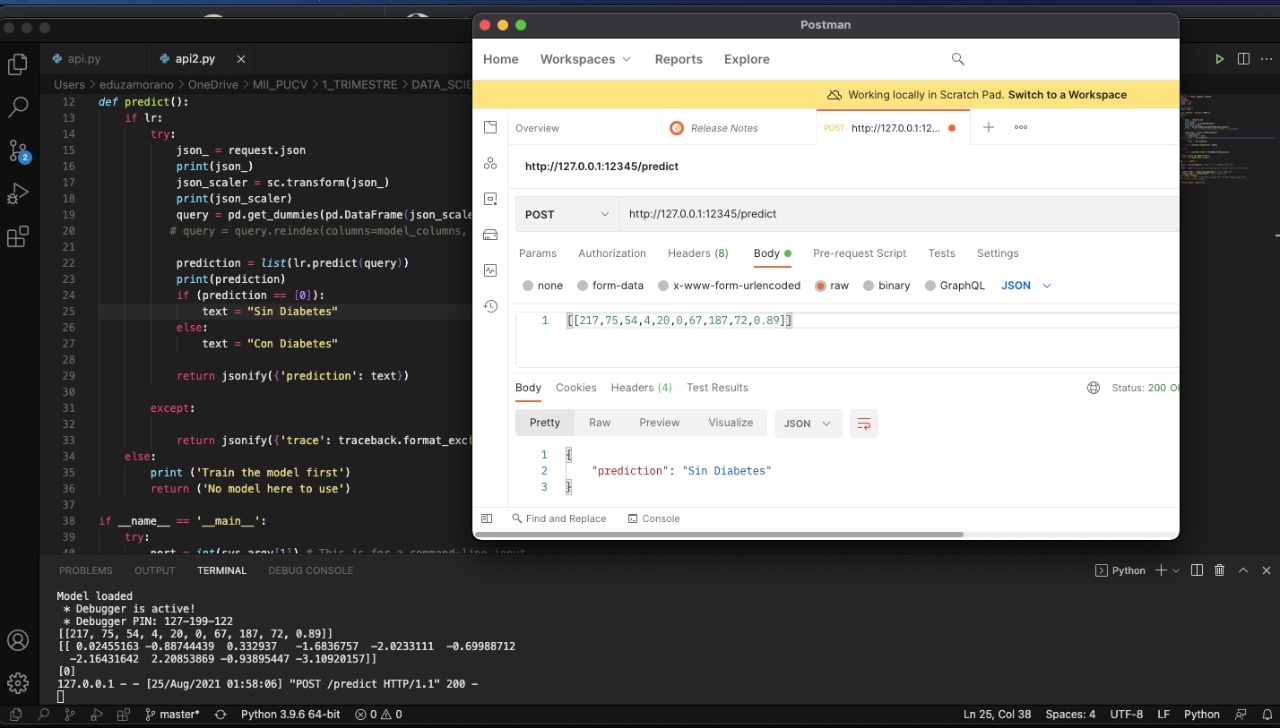 Postman
api.py
api2.py
Home Workspaces Reports Explore
Users > eduzamorano > OneDrive > MII_PUCV > 1_TRIMESTRE > DATA_SCIE
Working locally in Scratch Pad. Switch to a Workspace
Overview
Release Notes
POST http://127.0.0.1:12...
http://127.0.0.1:12345/predict
POST
http://127.0.0.1:12345/predict
Params Authorization Headers (8) Body Pre-request Script Tests Settings
none form-data x-www-form-urlencoded raw binary GraphQL JSON
1 [[217,75,54,4,20,0,67,187,72,0.89]]
Body Cookies Headers (4) Test Results
Status: 200
Pretty Raw Preview Visualize JSON
1 {
2 "prediction": "Sin Diabetes"
3 }
Find and Replace Console
12 def predict():
13 if lr:
14 try:
15 json_ = request.json
16 print(json_)
17 json_scaler = sc.transform(json_)
18 print(json_scaler)
19 query = pd.get_dummies(pd.DataFrame(json_scale
20 # query = query.reindex(columns=model_columns,
21
22 prediction = list(lr.predict(query))
23 print(prediction)
24 if (prediction == [0]):
25 text = "Sin Diabetes"
26 else:
27 text = "Con Diabetes"
28
29 return jsonify({'prediction': text})
30
31 except:
32
33 return jsonify({'trace': traceback.format_exc(
34 else:
35 print ('Train the model first')
36 return ('No model here to use')
37
38 if __name__ == '__main__':
39 try:
40 port = int(sys.argv[1]) # This is for a command-line input
2
PROBLEMS OUTPUT TERMINAL DEBUG CONSOLE
Python
Model loaded
* Debugger is active!
* Debugger PIN: 127-199-122
[[217, 75, 54, 4, 20, 0, 67, 187, 72, 0.89]]
[[ 0.02455163 -0.88744439 0.332937 -1.6836757 -2.0233111 -0.69988712
-2.16431642 2.20853869 -0.93895447 -3.10920157]]
[0]
127.0.0.1 - - [25/Aug/2021 01:58:06] "POST /predict HTTP/1.1" 200 -
master* Python 3.9.6 64-bit 0 0 Ln 25, Col 38 Spaces: 4 UTF-8 LF Python